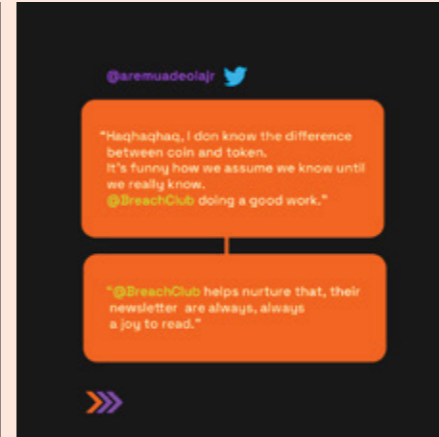 @aremuadeolajr
"Haqhaqhaq, I don know the difference
between coin and token.
It's funny how we assume we know until
we really know.
@BreachClub doing a good work."
"@BreachClub helps nurture that, their
newsletter are always, always
a joy to read."